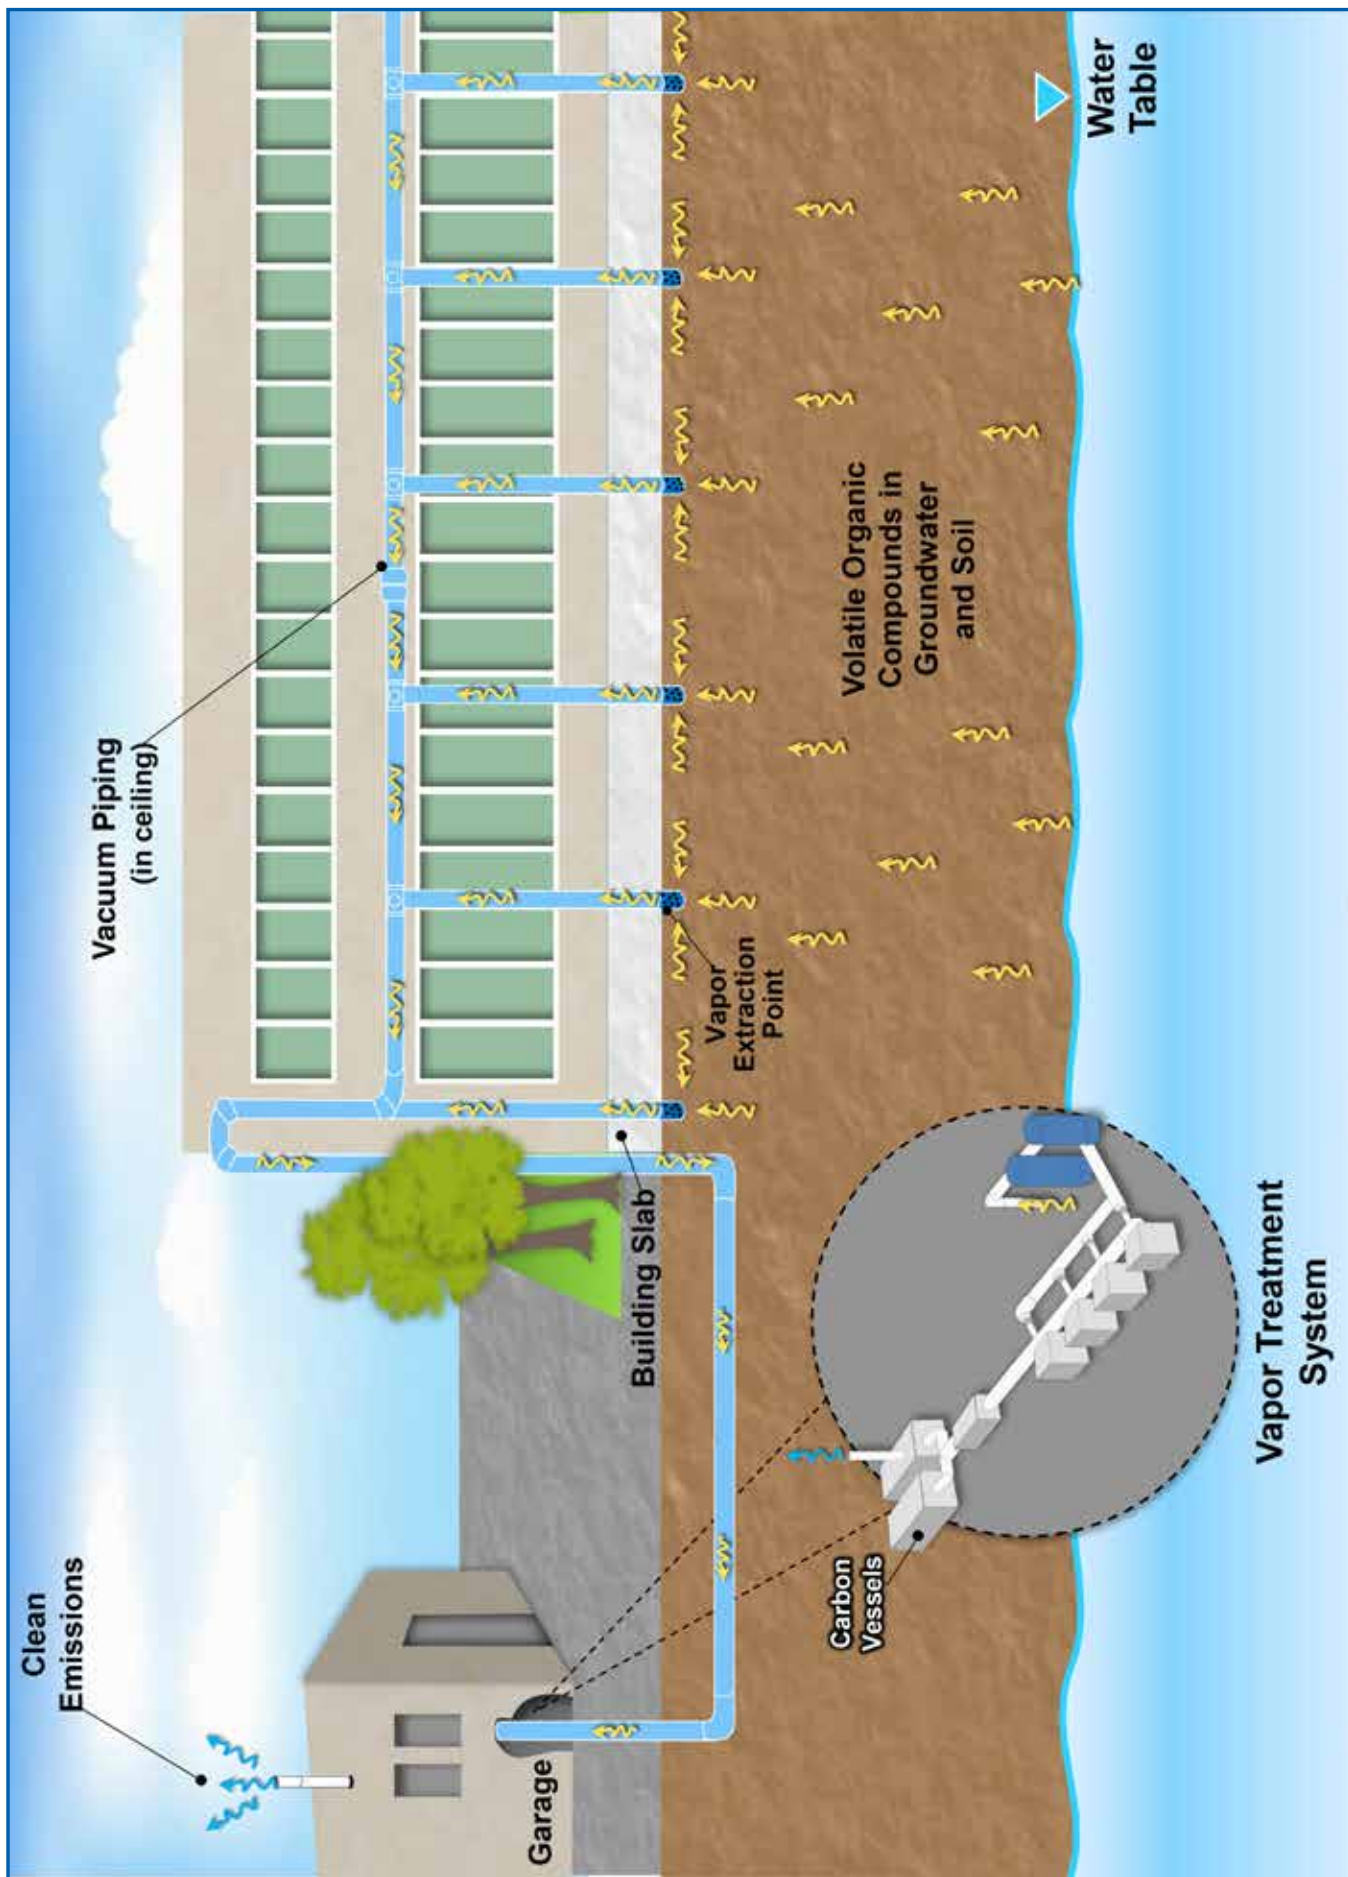 Clean
Emissions
Vacuum Piping
(in ceiling)
Garage
Building Slab
Vapor
Extraction
Point
Volatile Organic
Compounds in
Groundwater
and Soil
Water
Table
Carbon
Vessels
Vapor Treatment
System